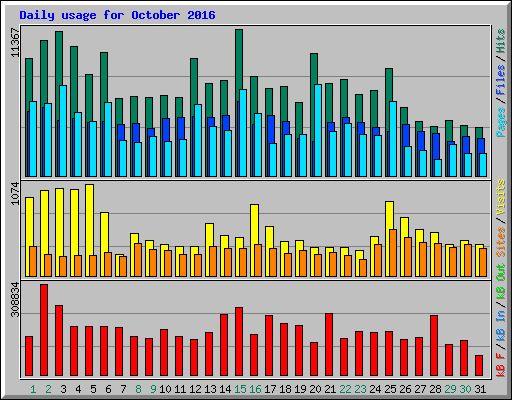 Daily usage for October 2016
11367
Pages / Files / Hits
1074
Sites / Visits
308834
kB F / kB In / kB Out
1 2 3 4 5 6 7 8 9 10 11 12 13 14 15 16 17 18 19 20 21 22 23 24 25 26 27 28 29 30 31